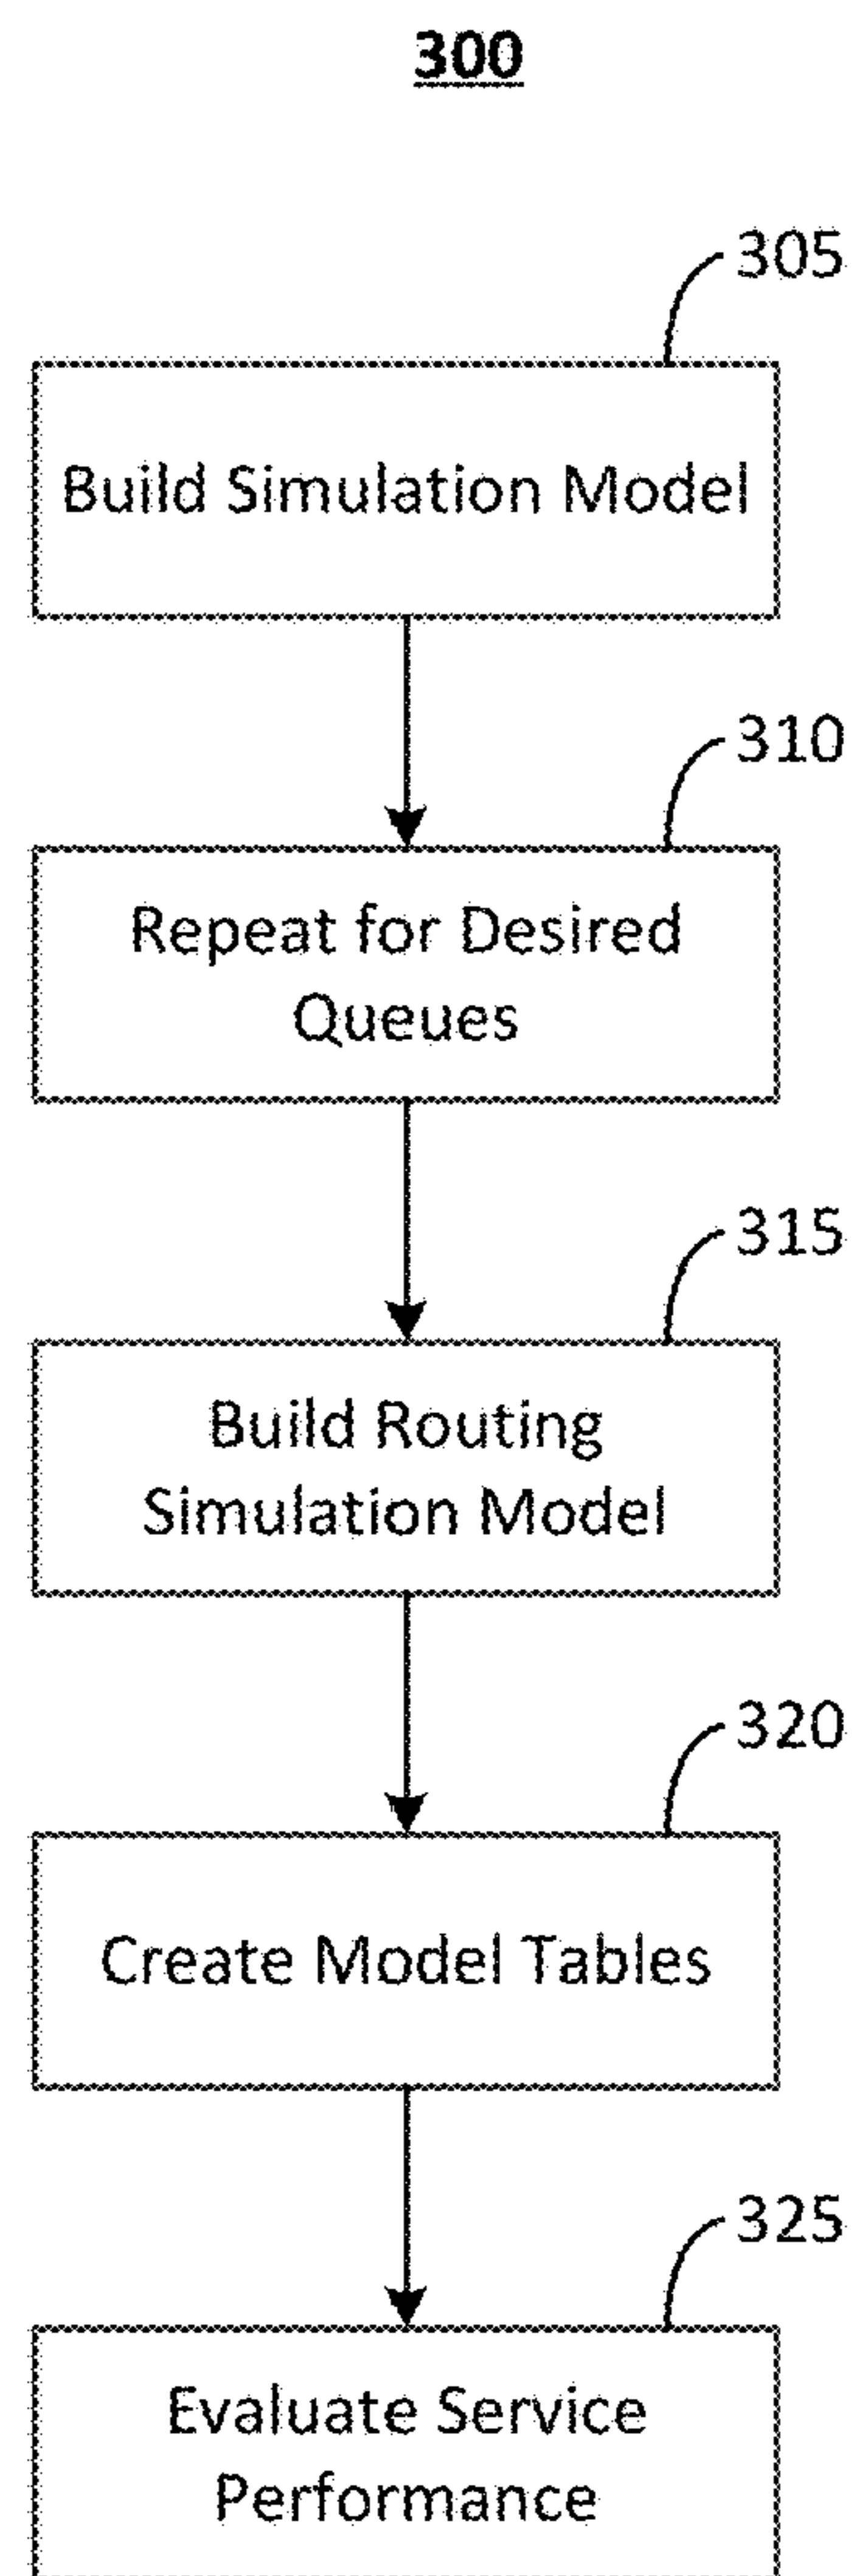 300
305
Build Simulation Model
310
Repeat for Desired
Queues
315
Build Routing
Simulation Model
320
Create Model Tables
325
Evaluate Service
Performance